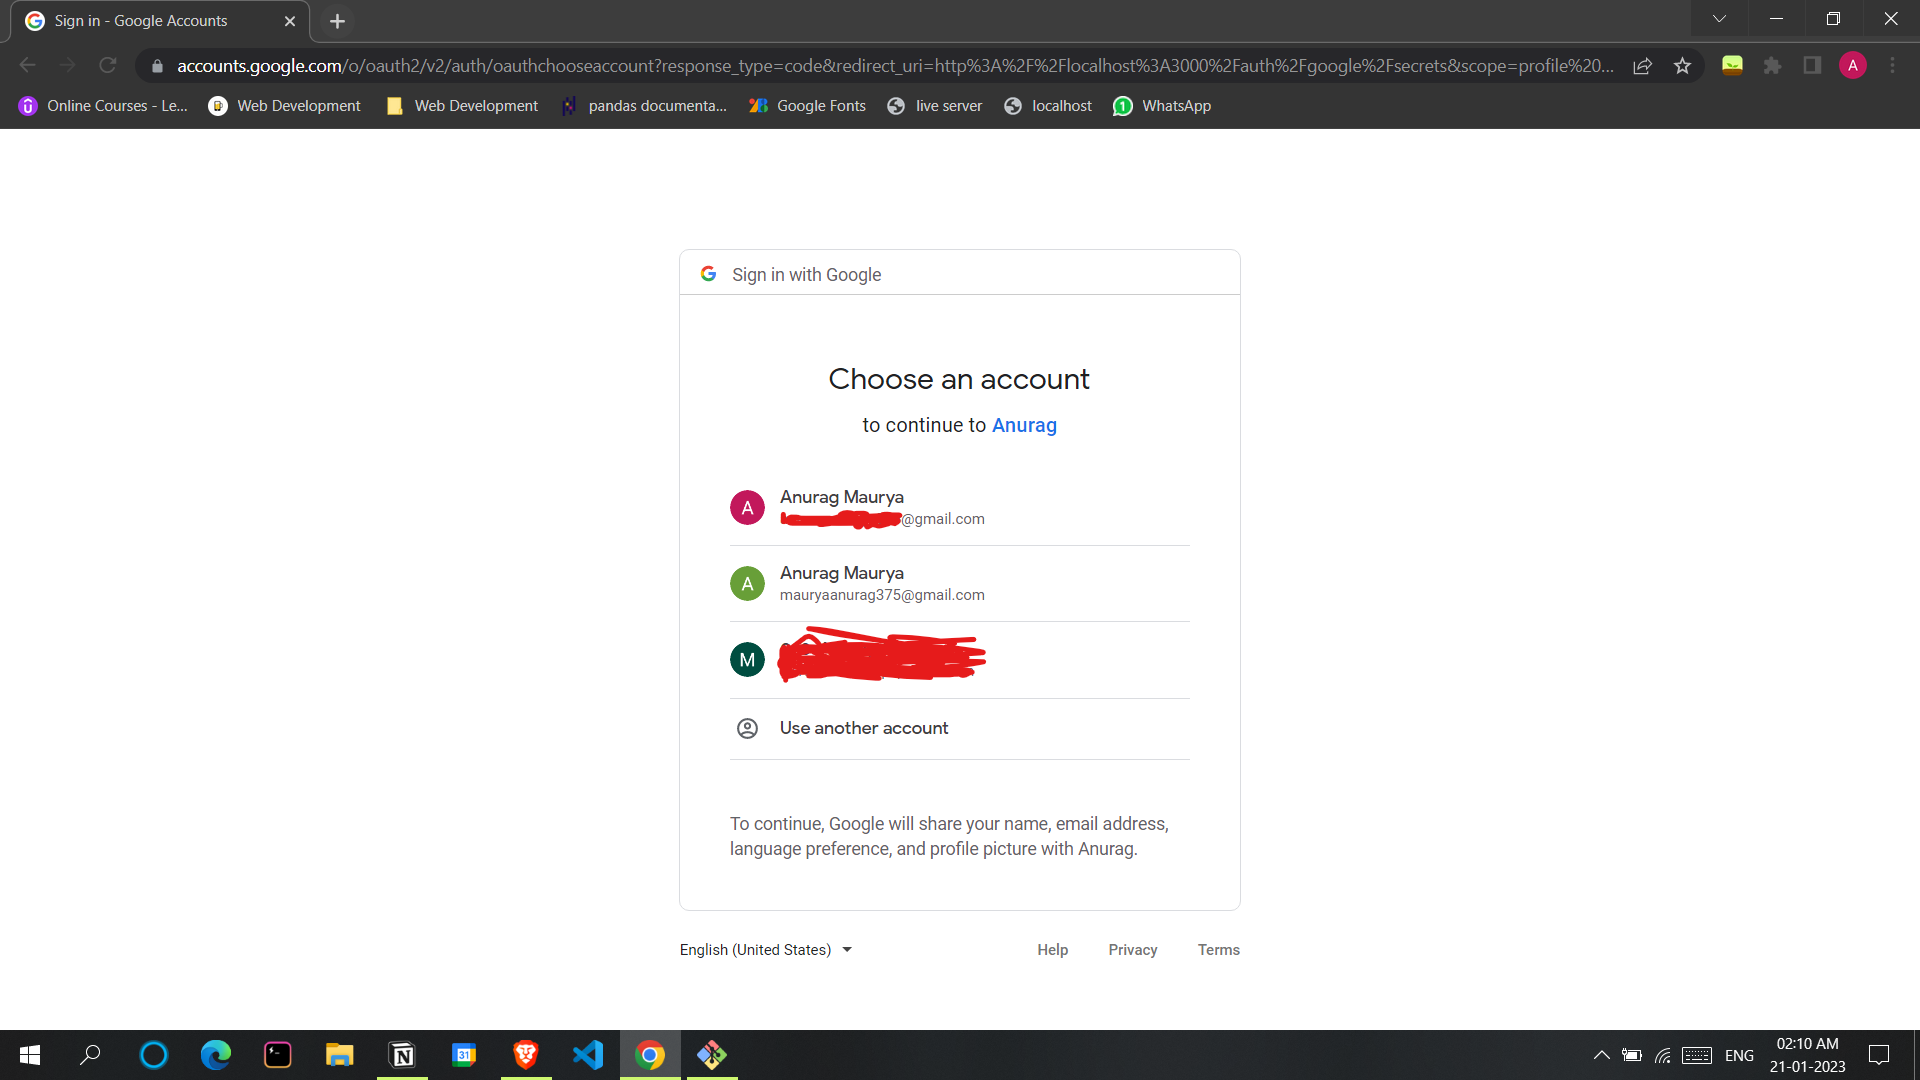 Sign in - Google Accounts
accounts.google.com/o/oauth2/v2/auth/oauthchooseaccount?response_type=code&redirect_uri=http%3A%2F%2Flocalhost%3A3000%2Fauth%2Fgoogle%2Fsecrets&scope=profile%20...
A
Online Courses - Le...
Web Development
Web Development
pandas documenta...
Google Fonts
live server
localhost
1
WhatsApp
Sign in with Google
Choose an account
to continue to Anurag
A
Anurag Maurya
@gmail.com
A
Anurag Maurya
mauryaanurag375@gmail.com
M
Use another account
To continue, Google will share your name, email address,
language preference, and profile picture with Anurag.
English (United States)
Help
Privacy
Terms
31
ENG
02:10 AM
21-01-2023